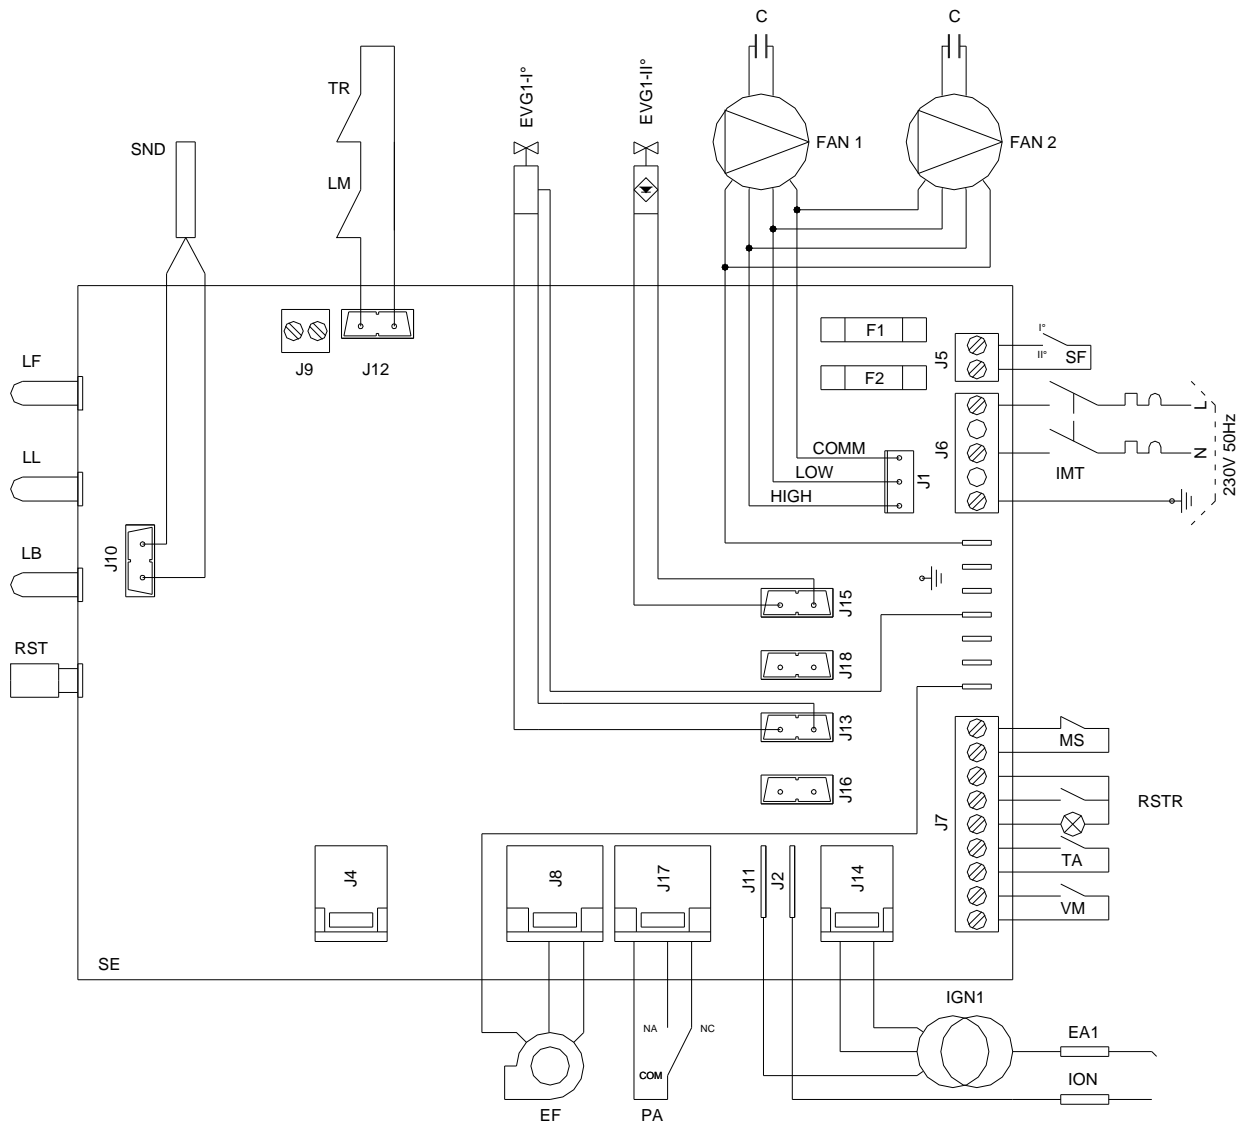 C
C
EVG1-I°
EVG1-II°
TR
FAN 1
FAN 2
SND
LM
F1
F2
J5
I°
II°
SF
J9
J12
LF
L
J6
COMM
LOW
HIGH
J1
IMT
N
230V 50Hz
LL
J10
LB
J15
RST
J18
J13
MS
J16
RSTR
J7
J4
J8
J17
J11
J2
J14
TA
VM
SE
IGN1
NA
NC
EA1
COM
ION
EF
PA